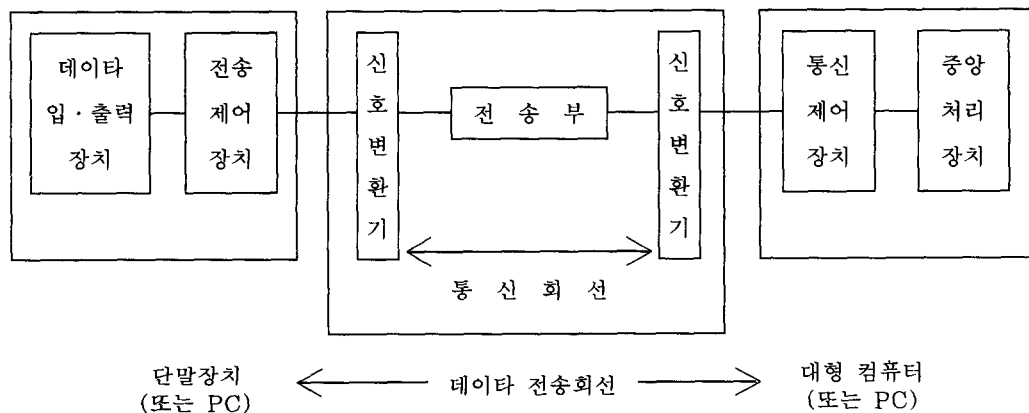 데이타
입·출력
장치
전송
제어
장치
신호변환기
전송부
신호변환기
통신
제어
장치
중앙
처리
장치
통신회선
단말장치
(또는 PC)
데이타 전송회선
대형 컴퓨터
(또는 PC)